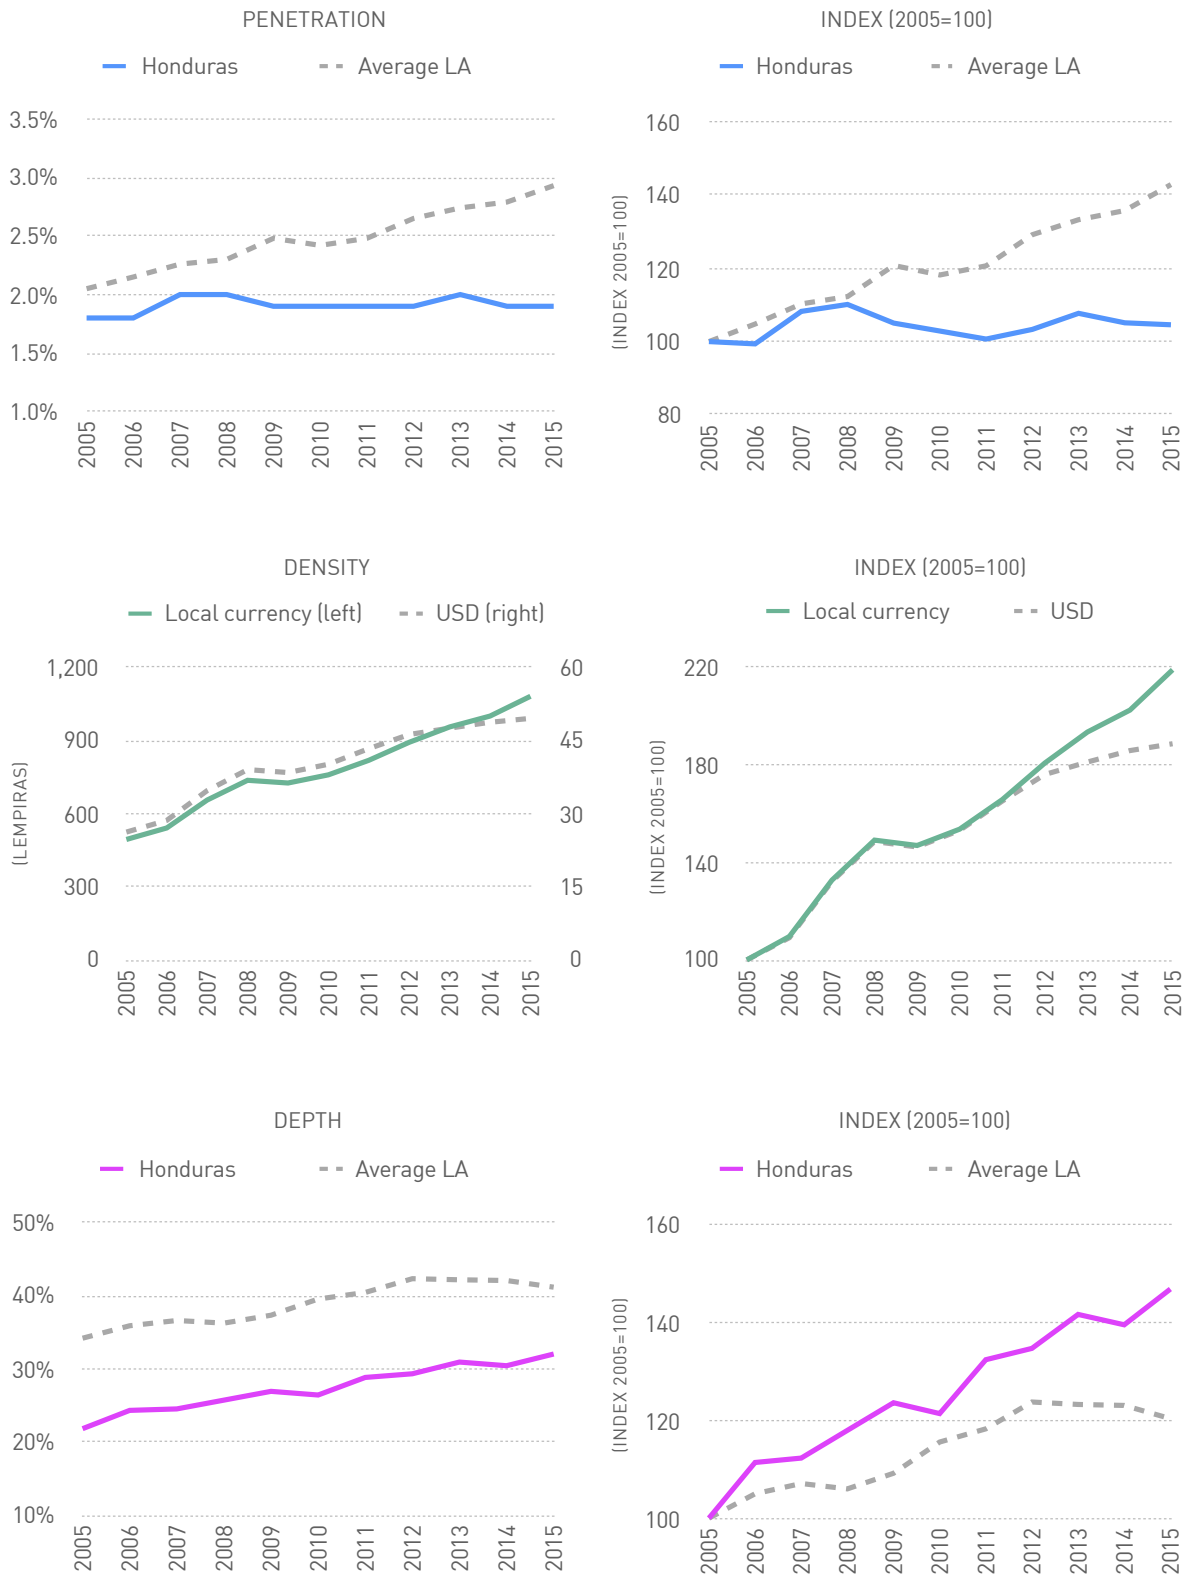 PENETRATION
Honduras Average LA
3.5%
3.0%
2.5%
2.0%
1.5%
1.0%
2005 2006 2007 2008 2009 2010 2011 2012 2013 2014 2015
INDEX (2005=100)
Honduras Average LA
(INDEX 2005=100)
160
140
120
100
80
2005 2006 2007 2008 2009 2010 2011 2012 2013 2014 2015
DENSITY
Local currency (left) USD (right)
(LEMPIRAS)
1,200 60
900 45
600 30
300 15
0 0
2005 2006 2007 2008 2009 2010 2011 2012 2013 2014 2015
INDEX (2005=100)
Local currency USD
(INDEX 2005=100)
220
180
140
100
2005 2006 2007 2008 2009 2010 2011 2012 2013 2014 2015
DEPTH
Honduras Average LA
50%
40%
30%
20%
10%
2005 2006 2007 2008 2009 2010 2011 2012 2013 2014 2015
INDEX (2005=100)
Honduras Average LA
(INDEX 2005=100)
160
140
120
100
2005 2006 2007 2008 2009 2010 2011 2012 2013 2014 2015